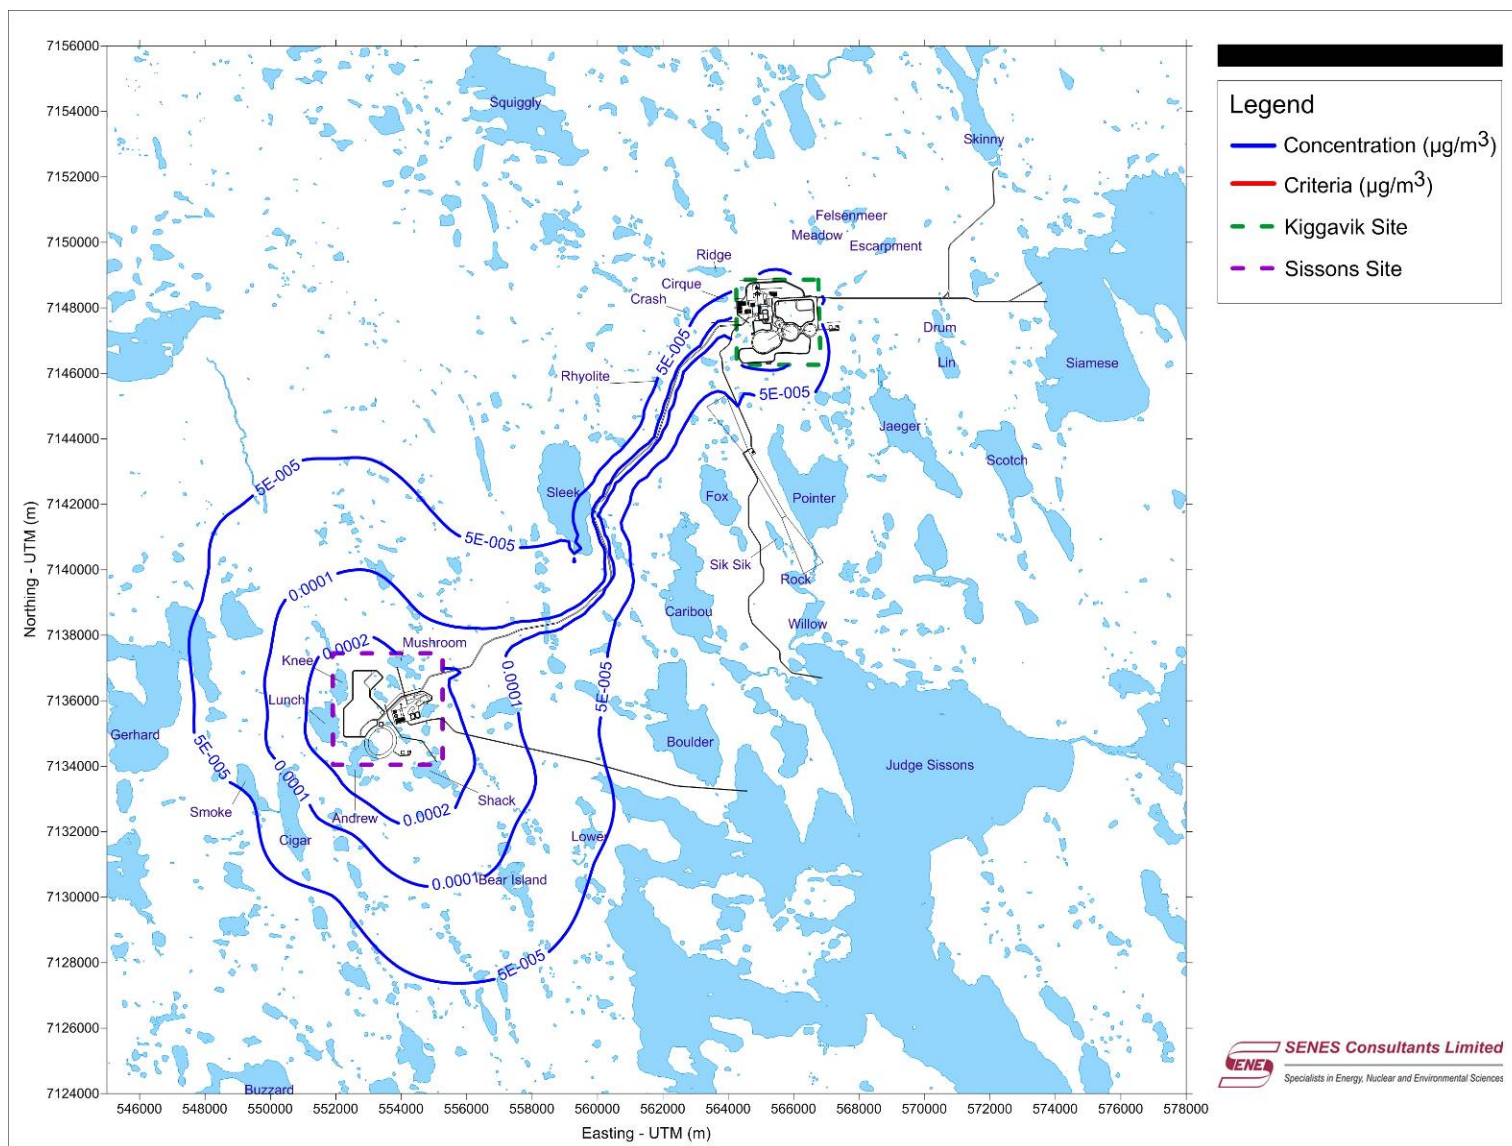 7156000
7154000
7152000
7150000
7148000
7146000
7144000
7142000
7140000
7138000
7136000
7134000
7132000
7130000
7128000
7126000
7124000
Northing - UTM (m)
546000 548000 550000 552000 554000 556000 558000 560000 562000 564000 566000 568000 570000 572000 574000 576000 578000
Easting - UTM (m)
Squiggly
Skinny
Felsenmeer
Meadow
Escarpment
Ridge
Cirque
Crash
Drum
Lin
Siamese
Rhyolite
5E-005
5E-005
Jaeger
Scotch
5E-005
Sleek
Fox
Pointer
5E-005
Sik Sik
Rock
0.0001
Caribou
Willow
0.0002
Mushroom
Knee
0.0001
5E-005
Lunch
Gerhard
5E-005
Boulder
Judge Sissons
0.0001
Smoke
Andrew
0.0002
Shack
Cigar
Lower
0.0001
Bear Island
5E-005
Buzzard
Legend
Concentration (µg/m³)
Criteria (µg/m³)
Kiggavik Site
Sissons Site
SENES
SENES Consultants Limited
Specialists in Energy, Nuclear and Environmental Sciences